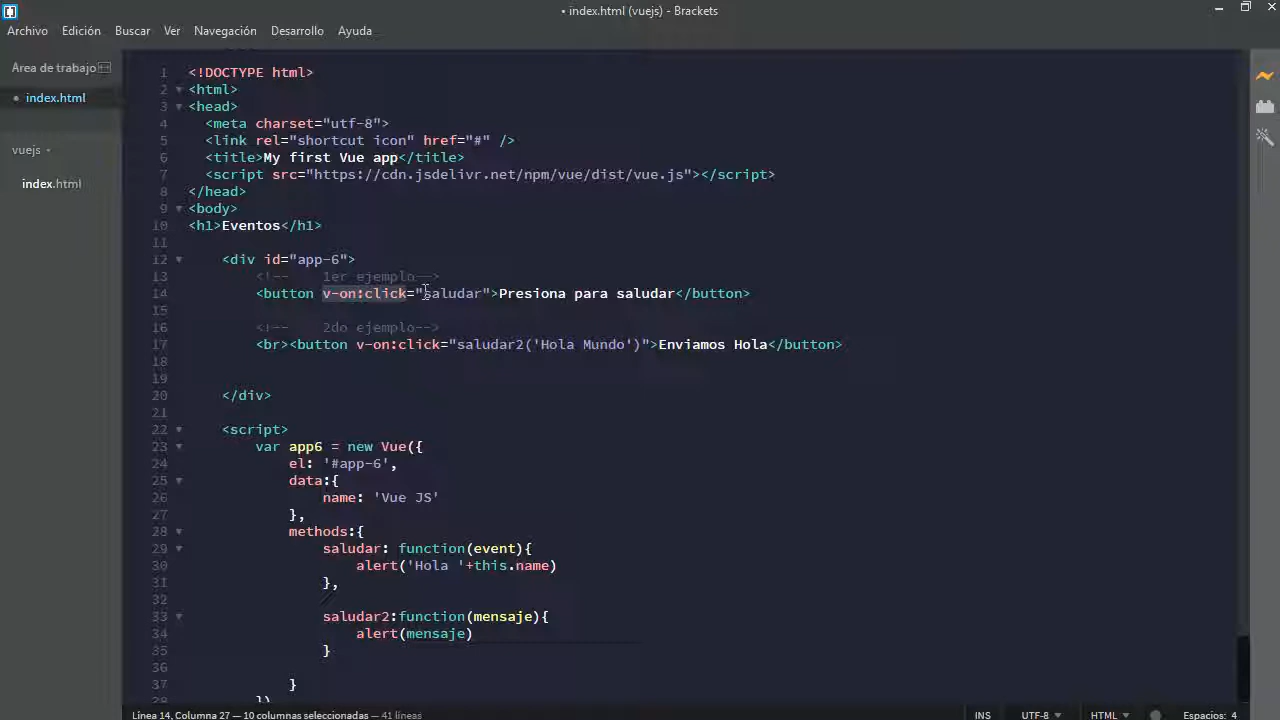 • index.html (vuejs) - Brackets
Archivo Edición Buscar Ver Navegación Desarrollo Ayuda
Área de trabajo
• index.html
vuejs
index.html
1 <!DOCTYPE html>
2 <html>
3 <head>
4 <meta charset="utf-8">
5 <link rel="shortcut icon" href="#" />
6 <title>My first Vue app</title>
7 <script src="https://cdn.jsdelivr.net/npm/vue/dist/vue.js"></script>
8 </head>
9 <body>
10 <h1>Eventos</h1>
11
12 <div id="app-6">
13 <!-- 1er ejemplo-->
14 <button v-on:click="saludar">Presiona para saludar</button>
15
16 <!-- 2do ejemplo-->
17 <br><button v-on:click="saludar2('Hola Mundo')">Enviamos Hola</button>
18
19
20 </div>
21
22 <script>
23 var app6 = new Vue({
24 el: '#app-6',
25 data:{
26 name: 'Vue JS'
27 },
28 methods:{
29 saludar: function(event){
30 alert('Hola '+this.name)
31 },
32
33 saludar2:function(mensaje){
34 alert(mensaje)
35 }
36
37 }
38 })
Línea 14, Columna 27 — 10 columnas seleccionadas — 41 líneas INS UTF-8 HTML Espacios: 4